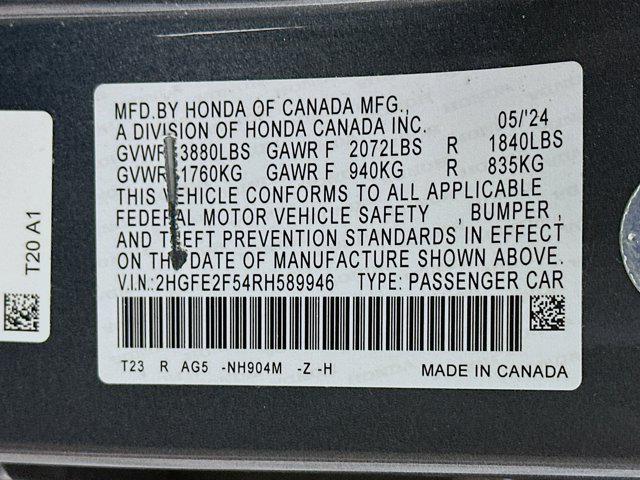 MFD.BY HONDA OF CANADA MFG.,
A DIVISION OF HONDA CANADA INC. 05/'24
GVWR 3880LBS GAWR F 2072LBS R 1840LBS
GVWR 1760KG GAWR F 940KG R 835KG
THIS VEHICLE CONFORMS TO ALL APPLICABLE
FEDERAL MOTOR VEHICLE SAFETY , BUMPER ,
AND THEFT PREVENTION STANDARDS IN EFFECT
ON THE DATE OF MANUFACTURE SHOWN ABOVE.
V.I.N.:2HGFE2F54RH589946 TYPE: PASSENGER CAR
T23 R AG5 -NH904M -Z -H MADE IN CANADA
T20 A1